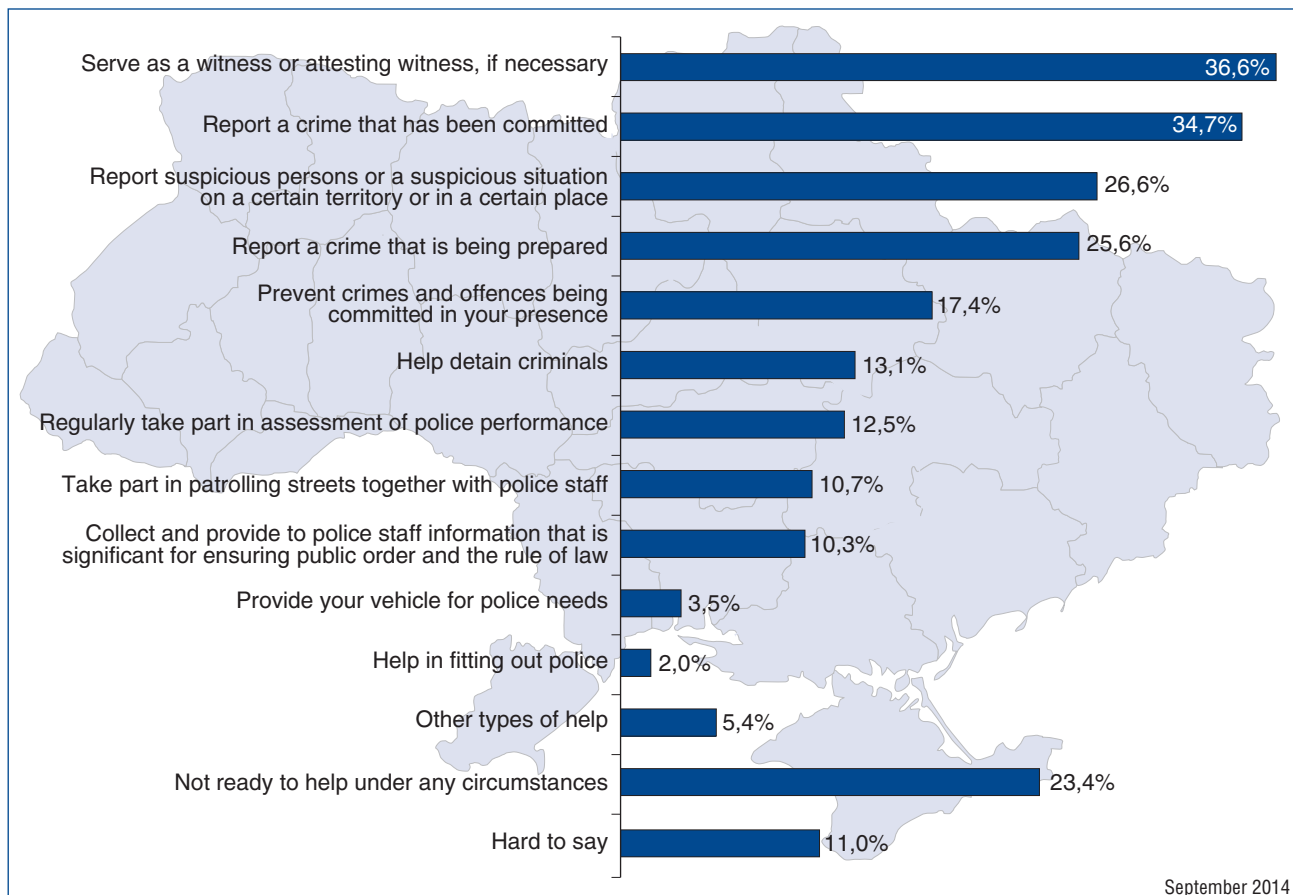 Serve as a witness or attesting witness, if necessary
36,6%
Report a crime that has been committed
34,7%
Report suspicious persons or a suspicious situation
on a certain territory or in a certain place
26,6%
Report a crime that is being prepared
25,6%
Prevent crimes and offences being
committed in your presence
17,4%
Help detain criminals
13,1%
Regularly take part in assessment of police performance
12,5%
Take part in patrolling streets together with police staff
10,7%
Collect and provide to police staff information that is
significant for ensuring public order and the rule of law
10,3%
Provide your vehicle for police needs
3,5%
Help in fitting out police
2,0%
Other types of help
5,4%
Not ready to help under any circumstances
23,4%
Hard to say
11,0%
September 2014